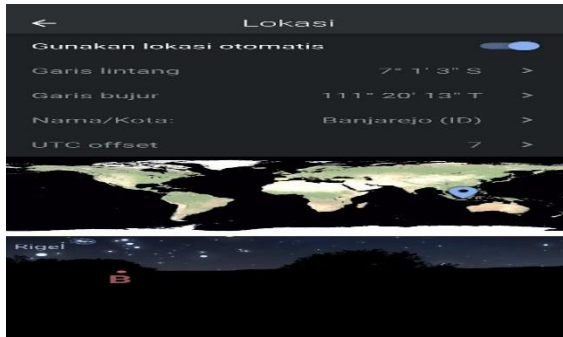 ← Lokasi
Gunakan lokasi otomatis
Garis lintang 7° 1' 3" S >
Garis bujur 111° 20' 13" T >
Nama/Kota: Banjarejo (ID) >
UTC offset 7 >
Rigel
B